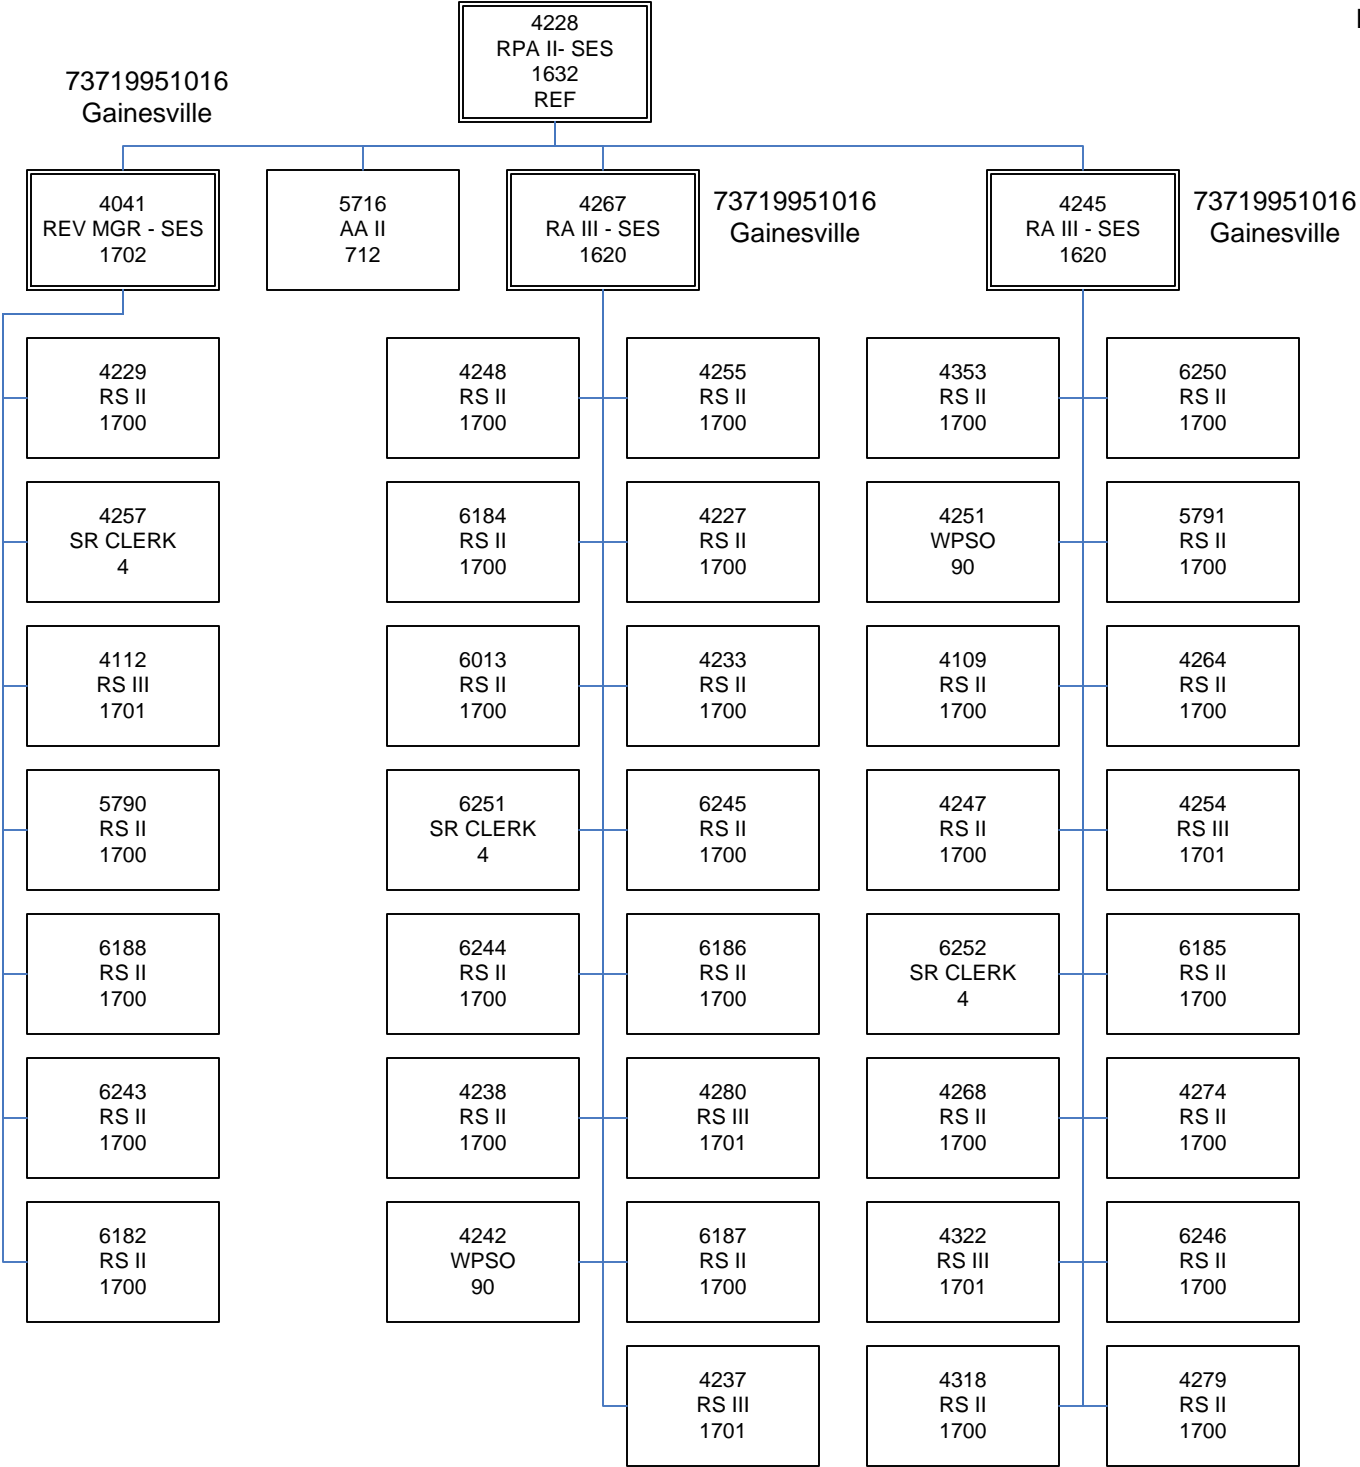 4228
RPA II- SES
1632
REF
73719951016
Gainesville
4041
REV MGR - SES
1702
5716
AA II
712
4267
RA III - SES
1620
73719951016
Gainesville
4245
RA III - SES
1620
73719951016
Gainesville
4229
RS II
1700
4248
RS II
1700
4255
RS II
1700
4353
RS II
1700
6250
RS II
1700
4257
SR CLERK
4
6184
RS II
1700
4227
RS II
1700
4251
WPSO
90
5791
RS II
1700
4112
RS III
1701
6013
RS II
1700
4233
RS II
1700
4109
RS II
1700
4264
RS II
1700
5790
RS II
1700
6251
SR CLERK
4
6245
RS II
1700
4247
RS II
1700
4254
RS III
1701
6188
RS II
1700
6244
RS II
1700
6186
RS II
1700
6252
SR CLERK
4
6185
RS II
1700
6243
RS II
1700
4238
RS II
1700
4280
RS III
1701
4268
RS II
1700
4274
RS II
1700
6182
RS II
1700
4242
WPSO
90
6187
RS II
1700
4322
RS III
1701
6246
RS II
1700
4237
RS III
1701
4318
RS II
1700
4279
RS II
1700